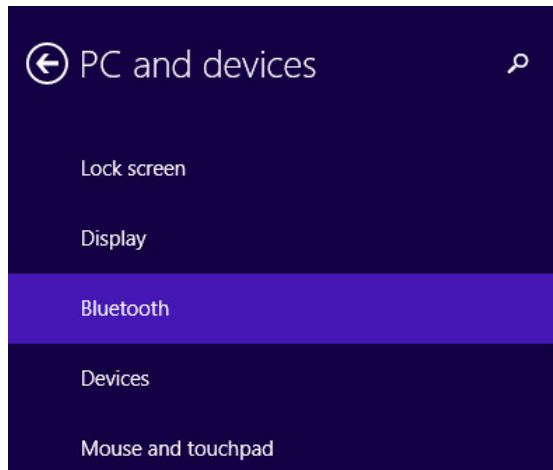 PC and devices
Lock screen
Display
Bluetooth
Devices
Mouse and touchpad